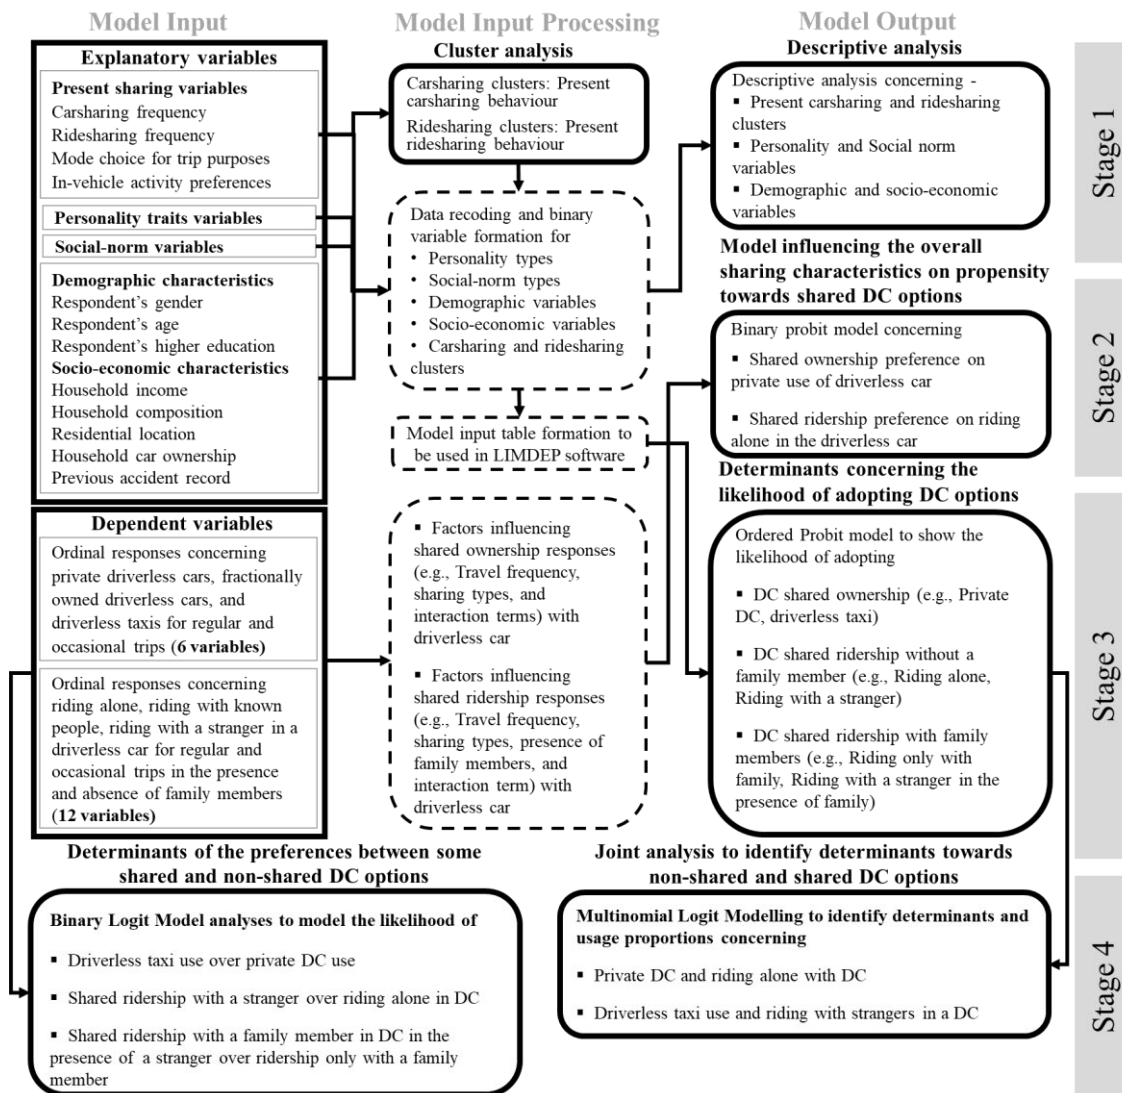 Model Input
Explanatory variables
Present sharing variables
Carsharing frequency
Ridesharing frequency
Mode choice for trip purposes
In-vehicle activity preferences
Personality traits variables
Social-norm variables
Demographic characteristics
Respondent's gender
Respondent's age
Respondent's higher education
Socio-economic characteristics
Household income
Household composition
Residential location
Household car ownership
Previous accident record
Dependent variables
Ordinal responses concerning
private driverless cars, fractionally
owned driverless cars, and
driverless taxis for regular and
occasional trips (6 variables)
Ordinal responses concerning
riding alone, riding with known
people, riding with a stranger in a
driverless car for regular and
occasional trips in the presence
and absence of family members
(12 variables)
Model Input Processing
Cluster analysis
Carsharing clusters: Present
carsharing behaviour
Ridesharing clusters: Present
ridesharing behaviour
Data recoding and binary
variable formation for
• Personality types
• Social-norm types
• Demographic variables
• Socio-economic variables
• Carsharing and ridesharing
clusters
Model input table formation to
be used in LIMDEP software
▪ Factors influencing
shared ownership responses
(e.g., Travel frequency,
sharing types, and
interaction terms) with
driverless car
▪ Factors influencing
shared ridership responses
(e.g., Travel frequency,
sharing types, presence of
family members, and
interaction term) with
driverless car
Model Output
Descriptive analysis
Descriptive analysis concerning -
▪ Present carsharing and ridesharing
clusters
▪ Personality and Social norm
variables
▪ Demographic and socio-economic
variables
Model influencing the overall
sharing characteristics on propensity
towards shared DC options
Binary probit model concerning
▪ Shared ownership preference on
private use of driverless car
▪ Shared ridership preference on riding
alone in the driverless car
Determinants concerning the
likelihood of adopting DC options
Ordered Probit model to show the
likelihood of adopting
▪ DC shared ownership (e.g., Private
DC, driverless taxi)
▪ DC shared ridership without a
family member (e.g., Riding alone,
Riding with a stranger)
▪ DC shared ridership with family
members (e.g., Riding only with
family, Riding with a stranger in the
presence of family)
Determinants of the preferences between some
shared and non-shared DC options
Binary Logit Model analyses to model the likelihood of
▪ Driverless taxi use over private DC use
▪ Shared ridership with a stranger over riding alone in DC
▪ Shared ridership with a family member in DC in the
presence of a stranger over ridership only with a family
member
Joint analysis to identify determinants towards
non-shared and shared DC options
Multinomial Logit Modelling to identify determinants and
usage proportions concerning
▪ Private DC and riding alone with DC
▪ Driverless taxi use and riding with strangers in a DC
Stage 1
Stage 2
Stage 3
Stage 4